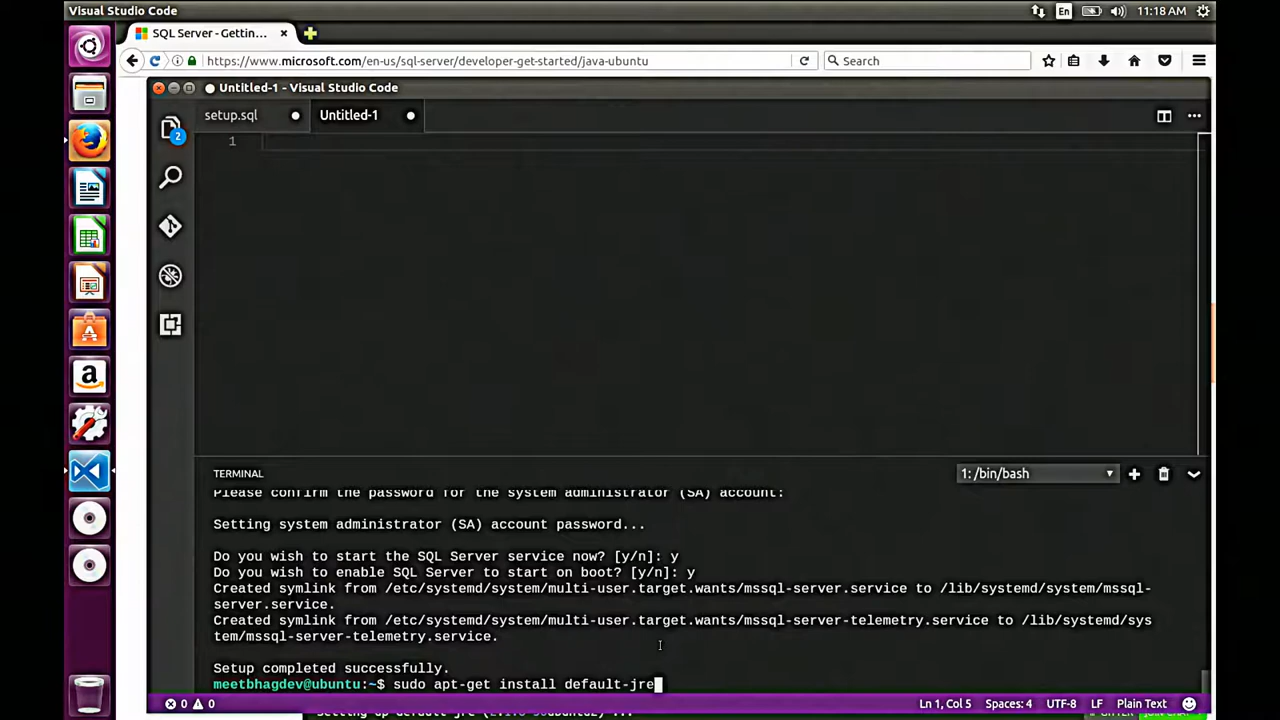 Visual Studio Code
En
11:18 AM
SQL Server - Gettin...
https://www.microsoft.com/en-us/sql-server/developer-get-started/java-ubuntu
Search
Untitled-1 - Visual Studio Code
setup.sql
Untitled-1
2
1
a
TERMINAL
1: /bin/bash
Please confirm the password for the system administrator (SA) account:
Setting system administrator (SA) account password...
Do you wish to start the SQL Server service now? [y/n]: y
Do you wish to enable SQL Server to start on boot? [y/n]: y
Created symlink from /etc/systemd/system/multi-user.target.wants/mssql-server.service to /lib/systemd/system/mssql-
server.service.
Created symlink from /etc/systemd/system/multi-user.target.wants/mssql-server-telemetry.service to /lib/systemd/sys
tem/mssql-server-telemetry.service.
Setup completed successfully.
meetbhagdev@ubuntu:~$ sudo apt-get install default-jre
0 0
Ln 1, Col 5
Spaces: 4
UTF-8
LF
Plain Text
Setting up default-jre